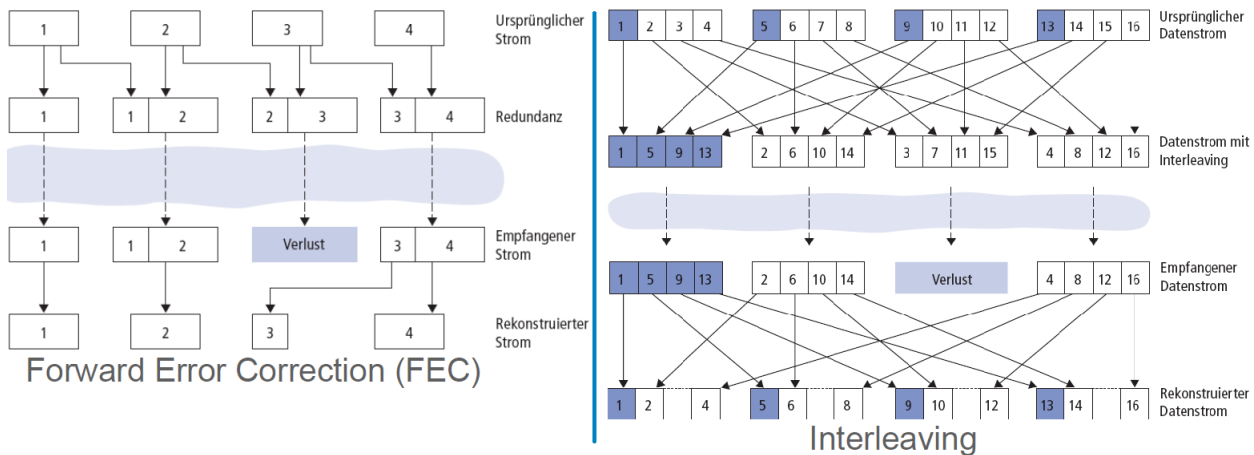 1 2 3 4 Ursprünglicher
Strom
1 1 2 2 3 3 4 Redundanz
1 1 2 Verlust 3 4 Empfangener
Strom
1 2 3 4 Rekonstruierter
Strom
Forward Error Correction (FEC)
1 2 3 4 5 6 7 8 9 10 11 12 13 14 15 16 Ursprünglicher
Datenstrom
1 5 9 13 2 6 10 14 3 7 11 15 4 8 12 16 Datenstrom mit
Interleaving
1 5 9 13 2 6 10 14 Verlust 4 8 12 16 Empfangener
Datenstrom
1 2 4 5 6 8 9 10 12 13 14 16 Rekonstruierter
Datenstrom
Interleaving